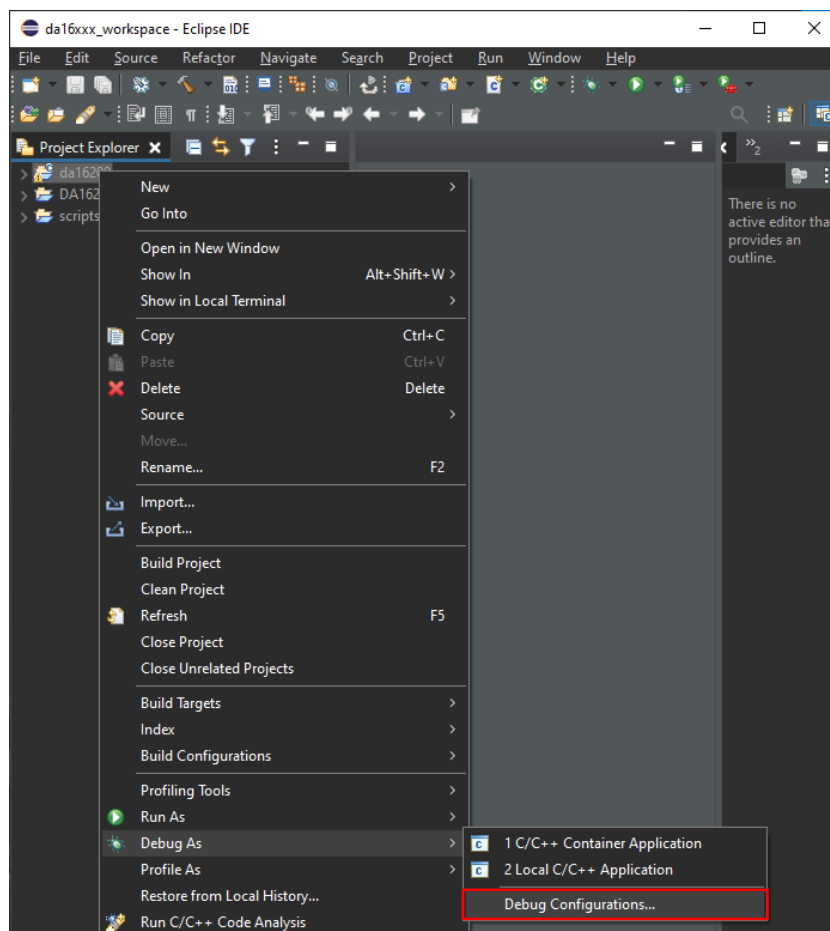 da16xxx_workspace - Eclipse IDE
File Edit Source Refactor Navigate Search Project Run Window Help
Project Explorer
da16200
DA162
scripts
2
There is no
active editor tha
provides an
outline.
New
Go Into
Open in New Window
Show In Alt+Shift+W
Show in Local Terminal
Copy Ctrl+C
Paste Ctrl+V
Delete Delete
Source
Move...
Rename... F2
Import...
Export...
Build Project
Clean Project
Refresh F5
Close Project
Close Unrelated Projects
Build Targets
Index
Build Configurations
Profiling Tools
Run As
Debug As
1 C/C++ Container Application
2 Local C/C++ Application
Debug Configurations...
Profile As
Restore from Local History...
Run C/C++ Code Analysis